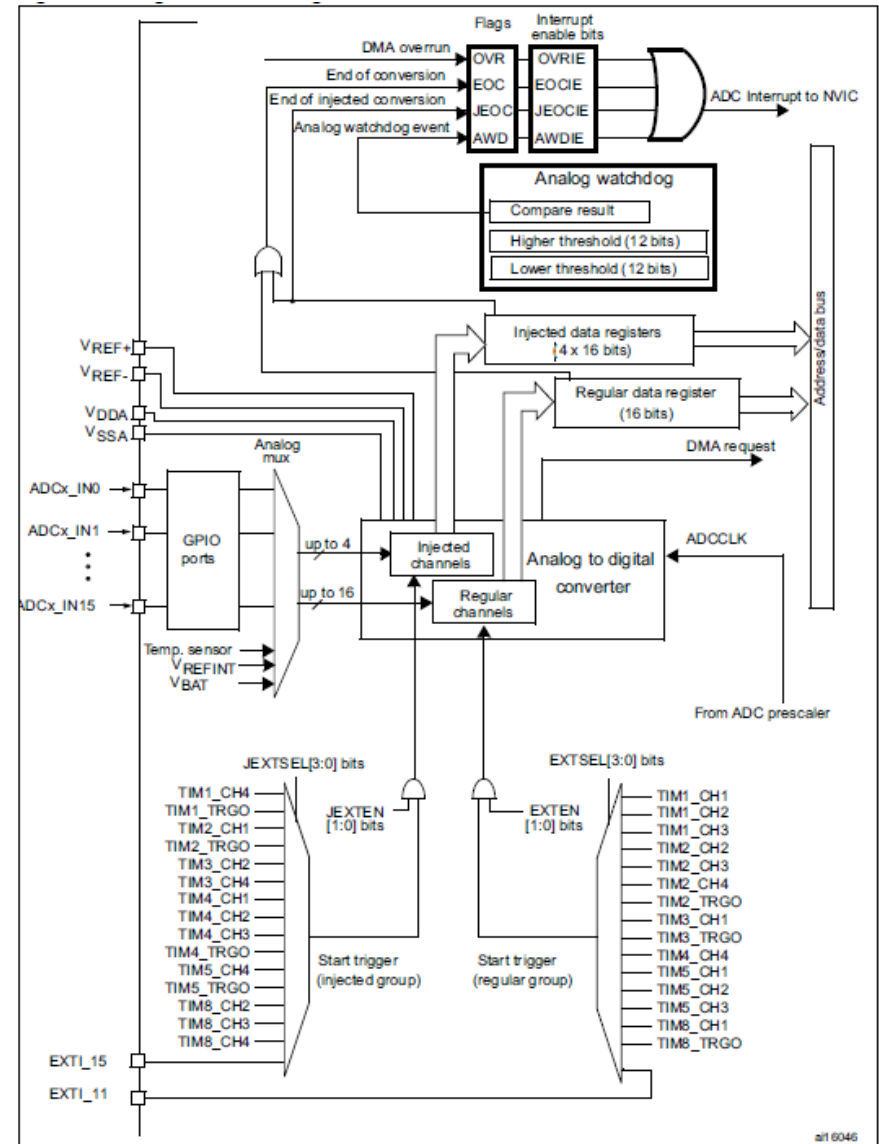 Flags
Interrupt
enable bits
DMA overrun
OVR
OVRIE
End of conversion
EOC
EOCIE
End of injected conversion
JEOC
JEOCIE
ADC Interrupt to NVIC
Analog watchdog event
AWD
AWDIE
Analog watchdog
Compare result
Higher threshold (12 bits)
Lower threshold (12 bits)
Address/data bus
VREF+
VREF-
VDDA
VSSA
Injected data registers
(4 x 16 bits)
Regular data register
(16 bits)
DMA request
Analog
mux
ADCx_IN0
ADCx_IN1
ADCx_IN15
GPIO
ports
up to 4
up to 16
Injected
channels
Regular
channels
Analog to digital
converter
ADCCLK
Temp. sensor
VREFINT
VBAT
From ADC prescaler
JEXTSEL[3:0] bits
EXTSEL[3:0] bits
JEXTEN
[1:0] bits
EXTEN
[1:0] bits
TIM1_CH4
TIM1_TRGO
TIM2_CH1
TIM2_TRGO
TIM3_CH2
TIM3_CH4
TIM4_CH1
TIM4_CH2
TIM4_CH3
TIM4_TRGO
TIM5_CH4
TIM5_TRGO
TIM8_CH2
TIM8_CH3
TIM8_CH4
Start trigger
(injected group)
Start trigger
(regular group)
TIM1_CH1
TIM1_CH2
TIM1_CH3
TIM2_CH2
TIM2_CH3
TIM2_CH4
TIM2_TRGO
TIM3_CH1
TIM3_TRGO
TIM4_CH4
TIM5_CH1
TIM5_CH2
TIM5_CH3
TIM8_CH1
TIM8_TRGO
EXTI_15
EXTI_11
ai16046